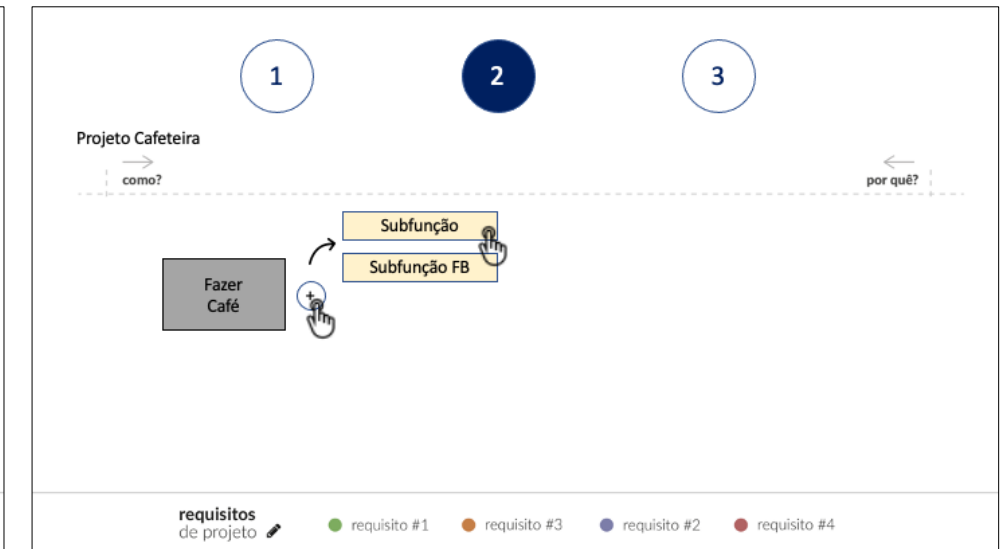 1
2
3
Projeto Cafeteira
como?
por quê?
Subfunção
Subfunção FB
Fazer
Café
+
requisitos
de projeto
requisito #1
requisito #3
requisito #2
requisito #4